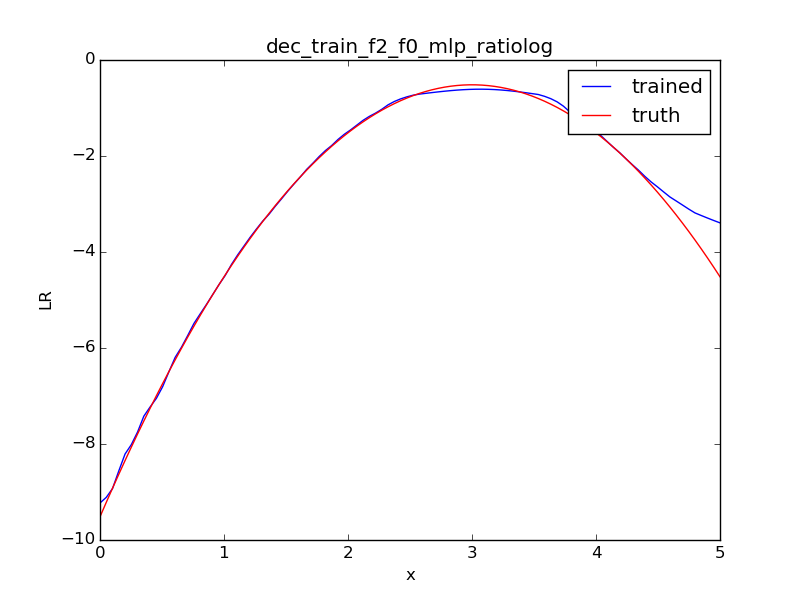 dec_train_f2_f0_mlp_ratiolog
trained
truth
LR
0
−2
−4
−6
−8
−10
0 1 2 3 4 5
x